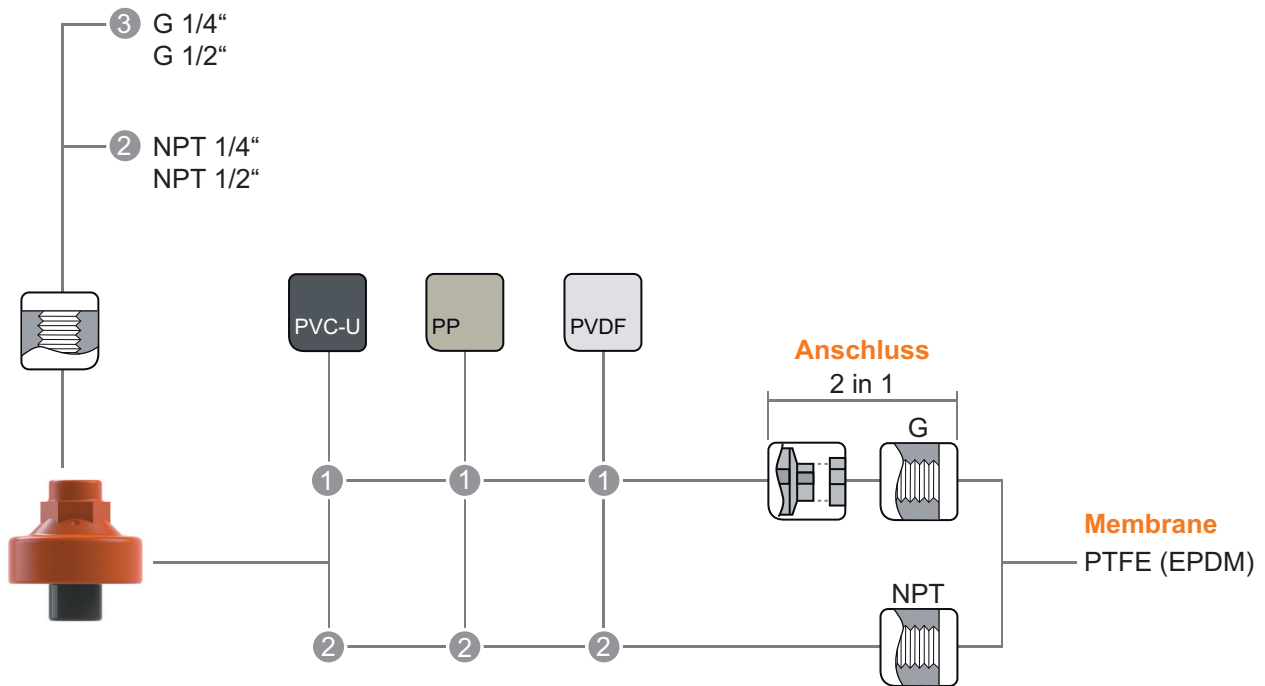 3 G 1/4“
G 1/2“
2 NPT 1/4“
NPT 1/2“
PVC-U PP PVDF
Anschluss
2 in 1
G
1 1 1
Membrane
PTFE (EPDM)
NPT
2 2 2